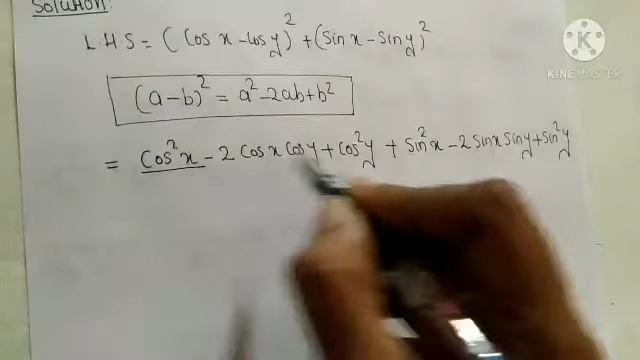 Solution:
L.H.S = (Cos x - Cos y)² + (Sin x - Sin y)²
(a - b)² = a² - 2ab + b²
= Cos²x - 2 Cos x Cos y + Cos²y + Sin²x - 2 Sin x Sin y + Sin²y
KINEMASTER